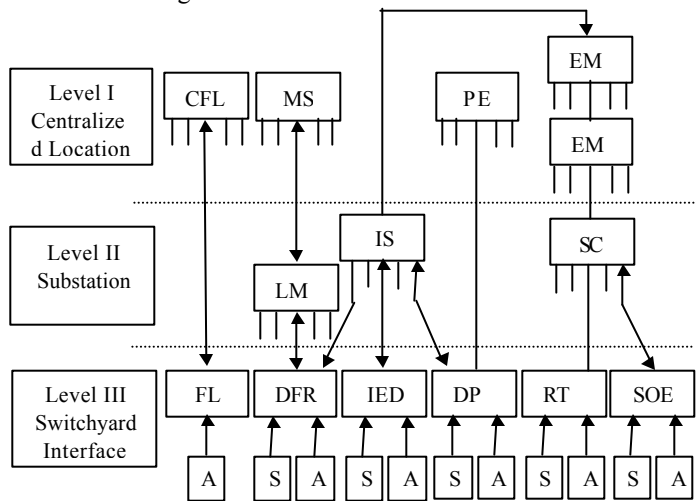 EM
Level I
Centralize
d Location
CFL
MS
PE
EM
Level II
Substation
IS
SC
LM
Level III
Switchyard
Interface
FL
DFR
IED
DP
RT
SOE
A
S
A
S
A
S
A
S
A
S
A